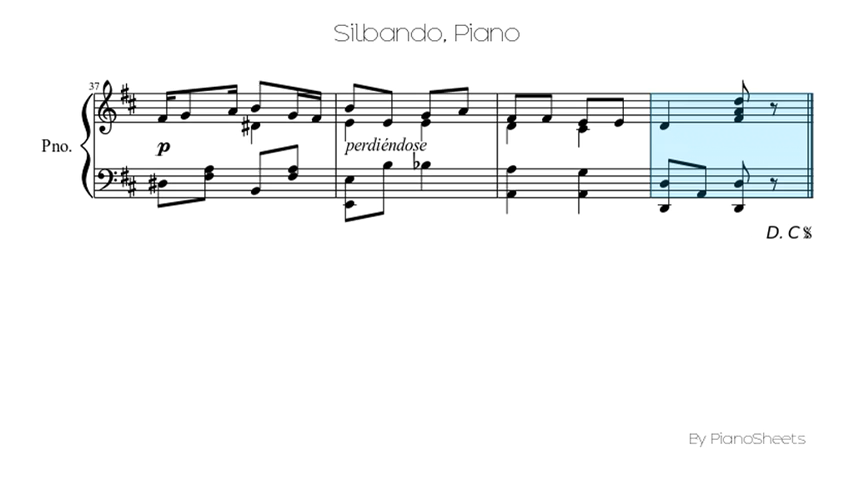 Silbando, Piano
37
Pno.
p
perdiéndose
D. C 𝄋
By PianoSheets